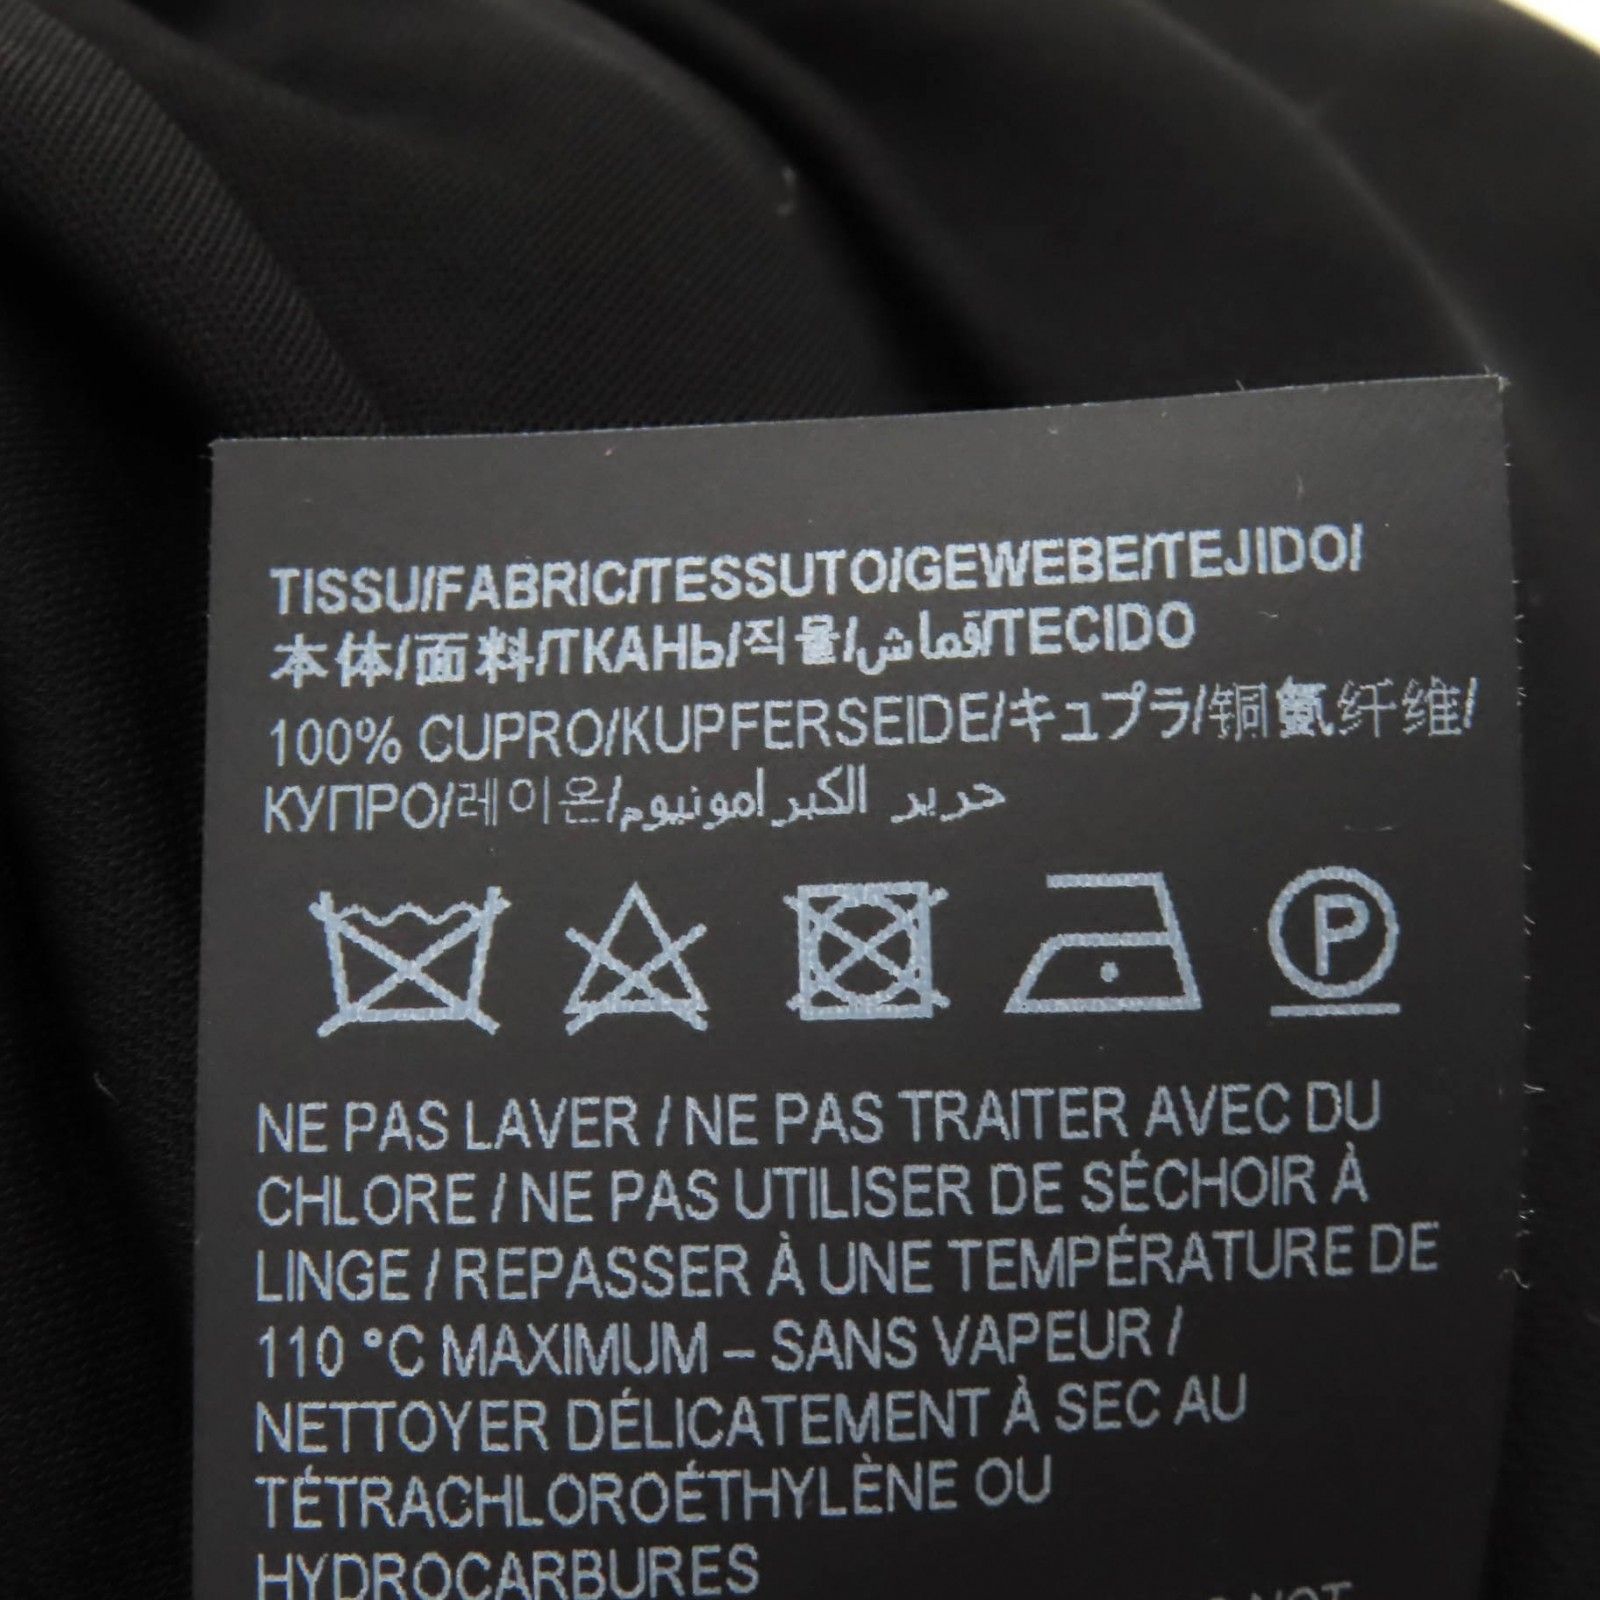 TISSU/FABRIC/TESSUTO/GEWEBE/TEJIDO/
本体/面料/ТКАНЬ/직물/قماش/TECIDO
100% CUPRO/KUPFERSEIDE/キュプラ/铜氨纤维/
КУПРО/레이온/حرير الكبر امونيوم
P
NE PAS LAVER / NE PAS TRAITER AVEC DU
CHLORE / NE PAS UTILISER DE SÉCHOIR À
LINGE / REPASSER À UNE TEMPÉRATURE DE
110 °C MAXIMUM – SANS VAPEUR /
NETTOYER DÉLICATEMENT À SEC AU
TÉTRACHLOROÉTHYLÈNE OU
HYDROCARBURES
NOT